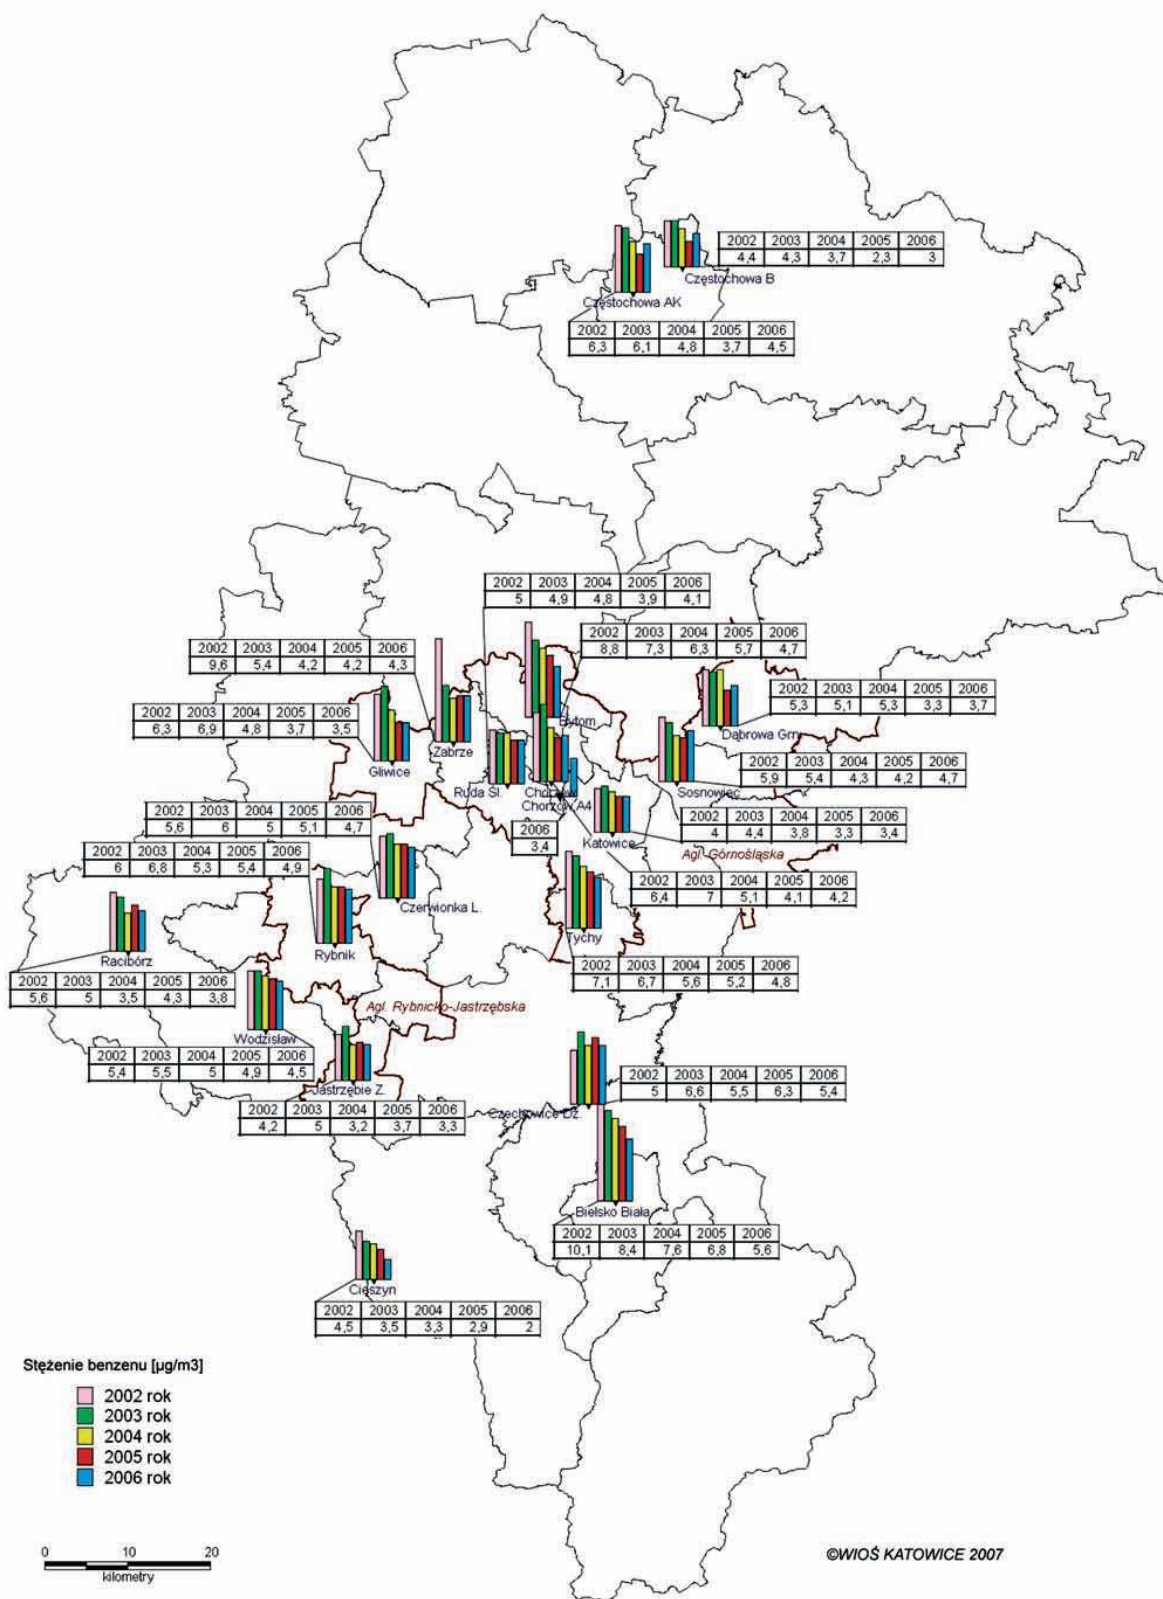 2002 2003 2004 2005 2006
4,4 4,3 3,7 2,3 3
Częstochowa B
Częstochowa AK
2002 2003 2004 2005 2006
6,3 6,1 4,8 3,7 4,5
2002 2003 2004 2005 2006
5 4,9 4,8 3,9 4,1
2002 2003 2004 2005 2006
8,8 7,3 6,3 5,7 4,7
2002 2003 2004 2005 2006
9,6 5,4 4,2 4,2 4,3
2002 2003 2004 2005 2006
5,3 5,1 5,3 3,3 3,7
2002 2003 2004 2005 2006
6,3 6,9 4,8 3,7 3,5
Bytom
Dąbrowa Grn.
Zabrze
Gliwice
2002 2003 2004 2005 2006
5,9 5,4 4,3 4,2 4,7
Ruda Śl.
Chorzów
Sosnowiec
Chorzów A4
2002 2003 2004 2005 2006
5,6 6 5 5,1 4,7
2002 2003 2004 2005 2006
4 4,4 3,8 3,3 3,4
2006
3,4
Katowice
2002 2003 2004 2005 2006
6 6,8 5,3 5,4 4,9
Agl. Górnośląska
2002 2003 2004 2005 2006
6,4 7 5,1 4,1 4,2
Czerwionka L.
Tychy
Rybnik
Racibórz
2002 2003 2004 2005 2006
7,1 6,7 5,6 5,2 4,8
2002 2003 2004 2005 2006
5,6 5 3,5 4,3 3,8
Agl. Rybnicko-Jastrzębska
Wodzisław
2002 2003 2004 2005 2006
5,4 5,5 5 4,9 4,5
2002 2003 2004 2005 2006
5 6,6 5,5 6,3 5,4
Jastrzębie Z.
Czechowice Dz.
2002 2003 2004 2005 2006
4,2 5 3,2 3,7 3,3
Bielsko Biała
2002 2003 2004 2005 2006
10,1 8,4 7,6 6,8 5,6
Cieszyn
2002 2003 2004 2005 2006
4,5 3,5 3,3 2,9 2
Stężenie benzenu [µg/m3]
2002 rok
2003 rok
2004 rok
2005 rok
2006 rok
0 10 20
kilometry
©WIOŚ KATOWICE 2007